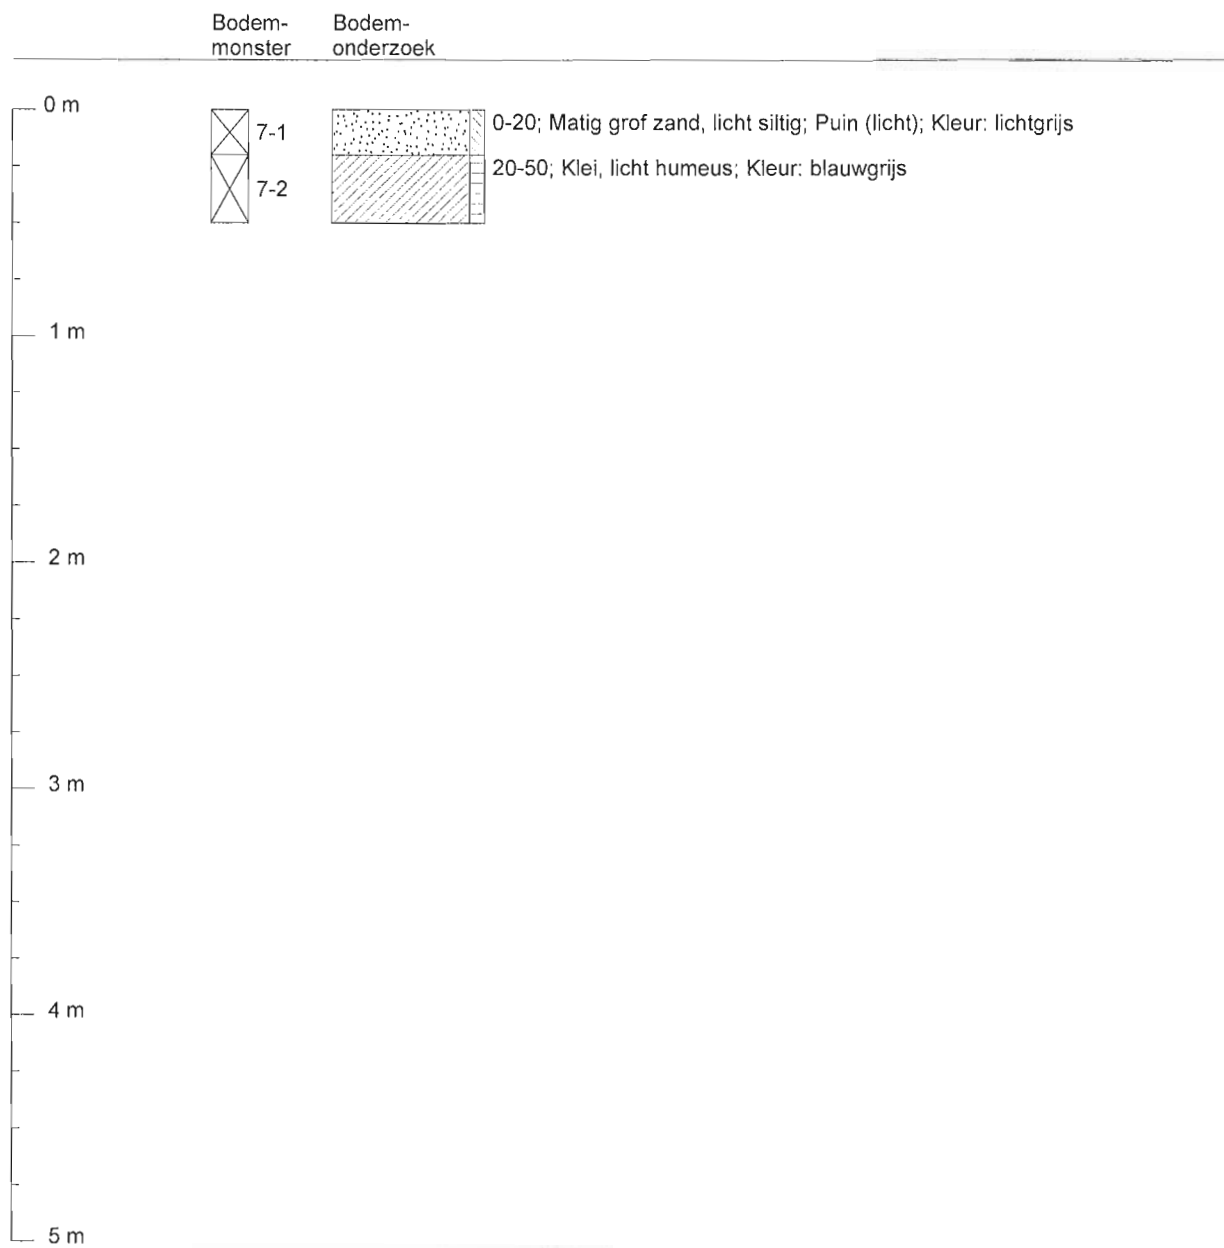 Bodem-
monster
Bodem-
onderzoek
0 m
7-1
0-20; Matig grof zand, licht siltig; Puin (licht); Kleur: lichtgrijs
7-2
20-50; Klei, licht humeus; Kleur: blauwgrijs
1 m
2 m
3 m
4 m
5 m